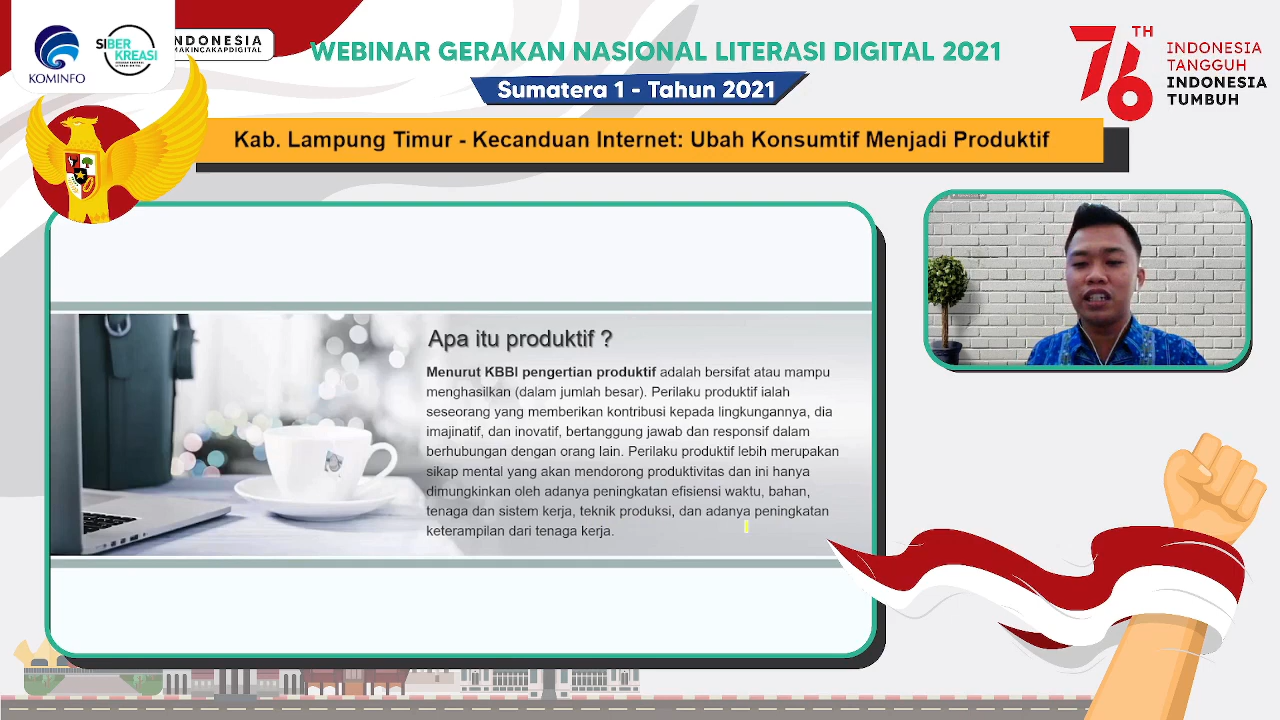 KOMINFO
SIBER
KREASI
INDONESIA
MAKINCAKAPDIGITAL
WEBINAR GERAKAN NASIONAL LITERASI DIGITAL 2021
Sumatera 1 - Tahun 2021
76TH
INDONESIA
TANGGUH
INDONESIA
TUMBUH
Kab. Lampung Timur - Kecanduan Internet: Ubah Konsumtif Menjadi Produktif
Apa itu produktif ?
Menurut KBBI pengertian produktif adalah bersifat atau mampu
menghasilkan (dalam jumlah besar). Perilaku produktif ialah
seseorang yang memberikan kontribusi kepada lingkungannya, dia
imajinatif, dan inovatif, bertanggung jawab dan responsif dalam
berhubungan dengan orang lain. Perilaku produktif lebih merupakan
sikap mental yang akan mendorong produktivitas dan ini hanya
dimungkinkan oleh adanya peningkatan efisiensi waktu, bahan,
tenaga dan sistem kerja, teknik produksi, dan adanya peningkatan
keterampilan dari tenaga kerja.